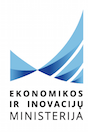 EKONOMIKOS
IR INOVACIJŲ
MINISTERIJA